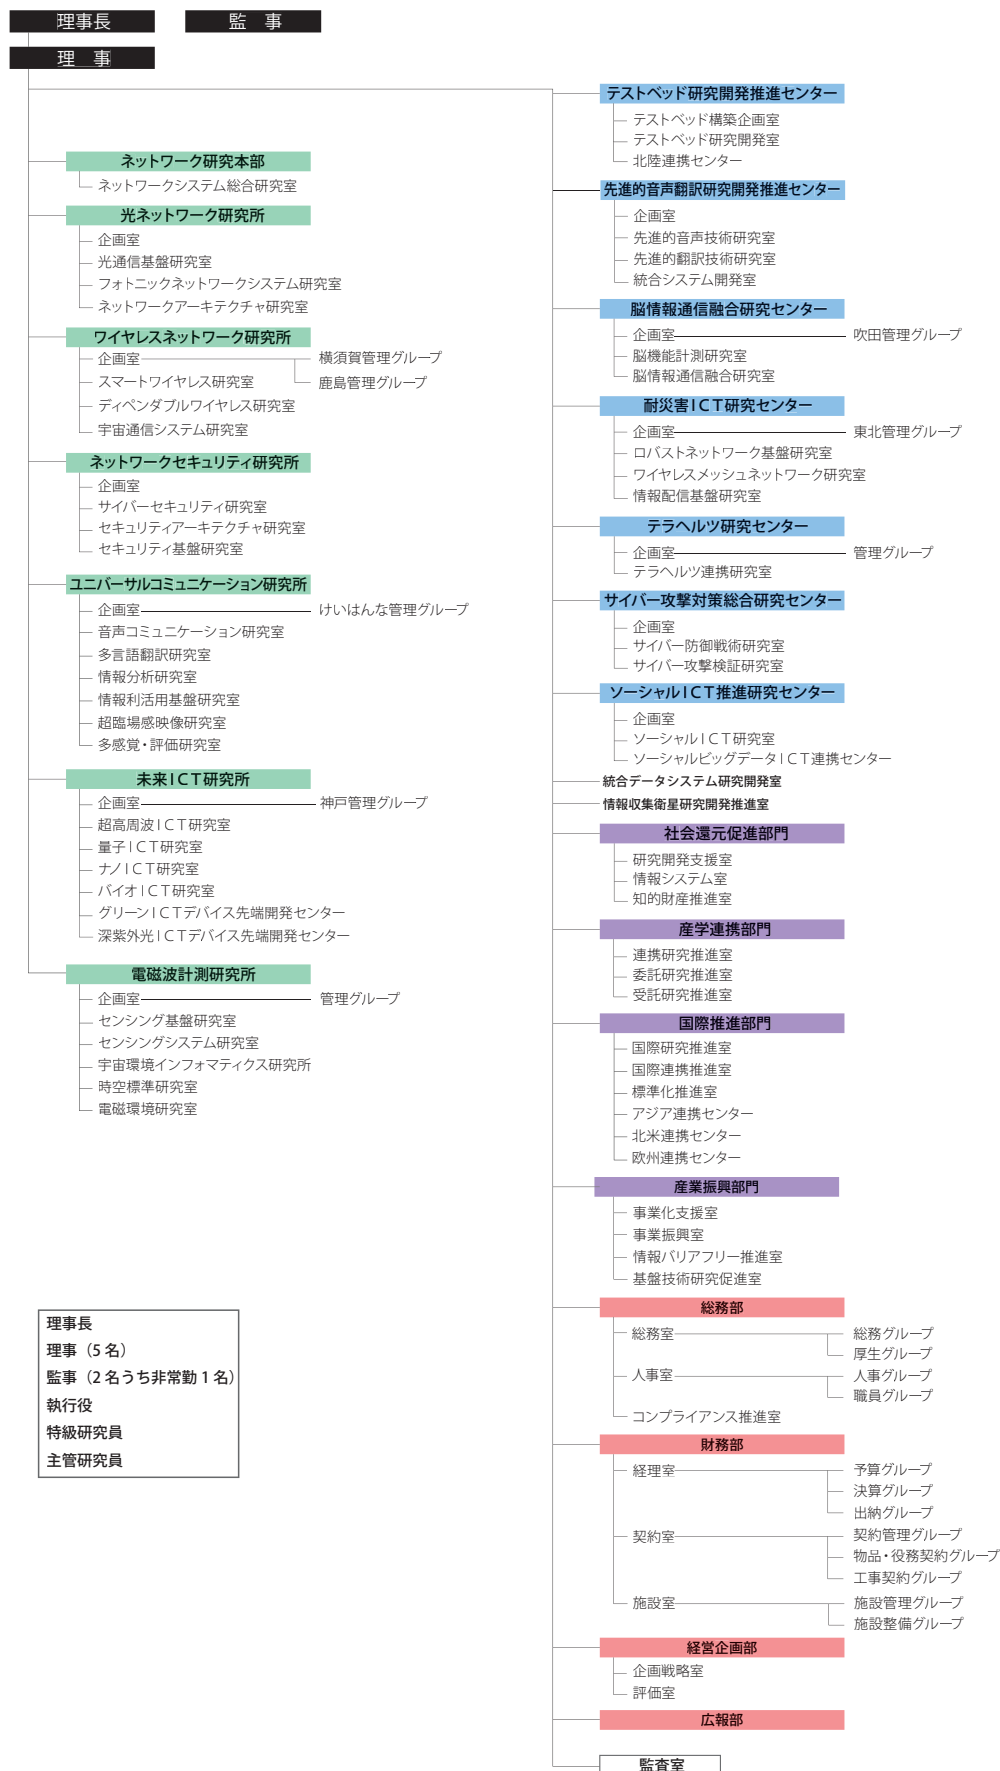 理事長
監　事
理　事
ネットワーク研究本部
ネットワークシステム総合研究室
光ネットワーク研究所
企画室
光通信基盤研究室
フォトニックネットワークシステム研究室
ネットワークアーキテクチャ研究室
ワイヤレスネットワーク研究所
企画室
横須賀管理グループ
スマートワイヤレス研究室
鹿島管理グループ
ディペンダブルワイヤレス研究室
宇宙通信システム研究室
ネットワークセキュリティ研究所
企画室
サイバーセキュリティ研究室
セキュリティアーキテクチャ研究室
セキュリティ基盤研究室
ユニバーサルコミュニケーション研究所
企画室
けいはんな管理グループ
音声コミュニケーション研究室
多言語翻訳研究室
情報分析研究室
情報利活用基盤研究室
超臨場感映像研究室
多感覚・評価研究室
未来ICT研究所
企画室
神戸管理グループ
超高周波ICT研究室
量子ICT研究室
ナノICT研究室
バイオICT研究室
グリーンICTデバイス先端開発センター
深紫外光ICTデバイス先端開発センター
電磁波計測研究所
企画室
管理グループ
センシング基盤研究室
センシングシステム研究室
宇宙環境インフォマティクス研究所
時空標準研究室
電磁環境研究室
理事長
理事（5名）
監事（2名うち非常勤1名）
執行役
特級研究員
主管研究員
テストベッド研究開発推進センター
テストベッド構築企画室
テストベッド研究開発室
北陸連携センター
先進的音声翻訳研究開発推進センター
企画室
先進的音声技術研究室
先進的翻訳技術研究室
統合システム開発室
脳情報通信融合研究センター
企画室
吹田管理グループ
脳機能計測研究室
脳情報通信融合研究室
耐災害ICT研究センター
企画室
東北管理グループ
ロバストネットワーク基盤研究室
ワイヤレスメッシュネットワーク研究室
情報配信基盤研究室
テラヘルツ研究センター
企画室
管理グループ
テラヘルツ連携研究室
サイバー攻撃対策総合研究センター
企画室
サイバー防御戦術研究室
サイバー攻撃検証研究室
ソーシャルICT推進研究センター
企画室
ソーシャルICT研究室
ソーシャルビッグデータICT連携センター
統合データシステム研究開発室
情報収集衛星研究開発推進室
社会還元促進部門
研究開発支援室
情報システム室
知的財産推進室
産学連携部門
連携研究推進室
委託研究推進室
受託研究推進室
国際推進部門
国際研究推進室
国際連携推進室
標準化推進室
アジア連携センター
北米連携センター
欧州連携センター
産業振興部門
事業化支援室
事業振興室
情報バリアフリー推進室
基盤技術研究促進室
総務部
総務室
総務グループ
厚生グループ
人事室
人事グループ
職員グループ
コンプライアンス推進室
財務部
経理室
予算グループ
決算グループ
出納グループ
契約室
契約管理グループ
物品・役務契約グループ
工事契約グループ
施設室
施設管理グループ
施設整備グループ
経営企画部
企画戦略室
評価室
広報部
監査室